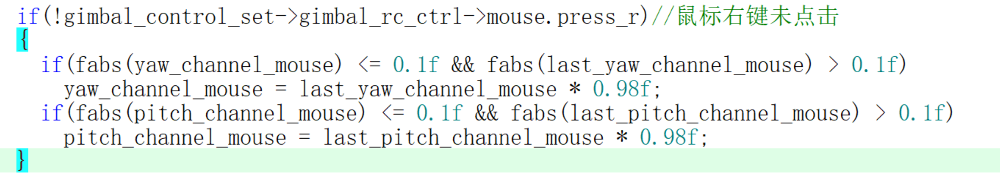 if(!gimbal_control_set->gimbal_rc_ctrl->mouse.press_r)//鼠标右键未点击
{
if(fabs(yaw_channel_mouse) <= 0.1f && fabs(last_yaw_channel_mouse) > 0.1f)
yaw_channel_mouse = last_yaw_channel_mouse * 0.98f;
if(fabs(pitch_channel_mouse) <= 0.1f && fabs(last_pitch_channel_mouse) > 0.1f)
pitch_channel_mouse = last_pitch_channel_mouse * 0.98f;
}